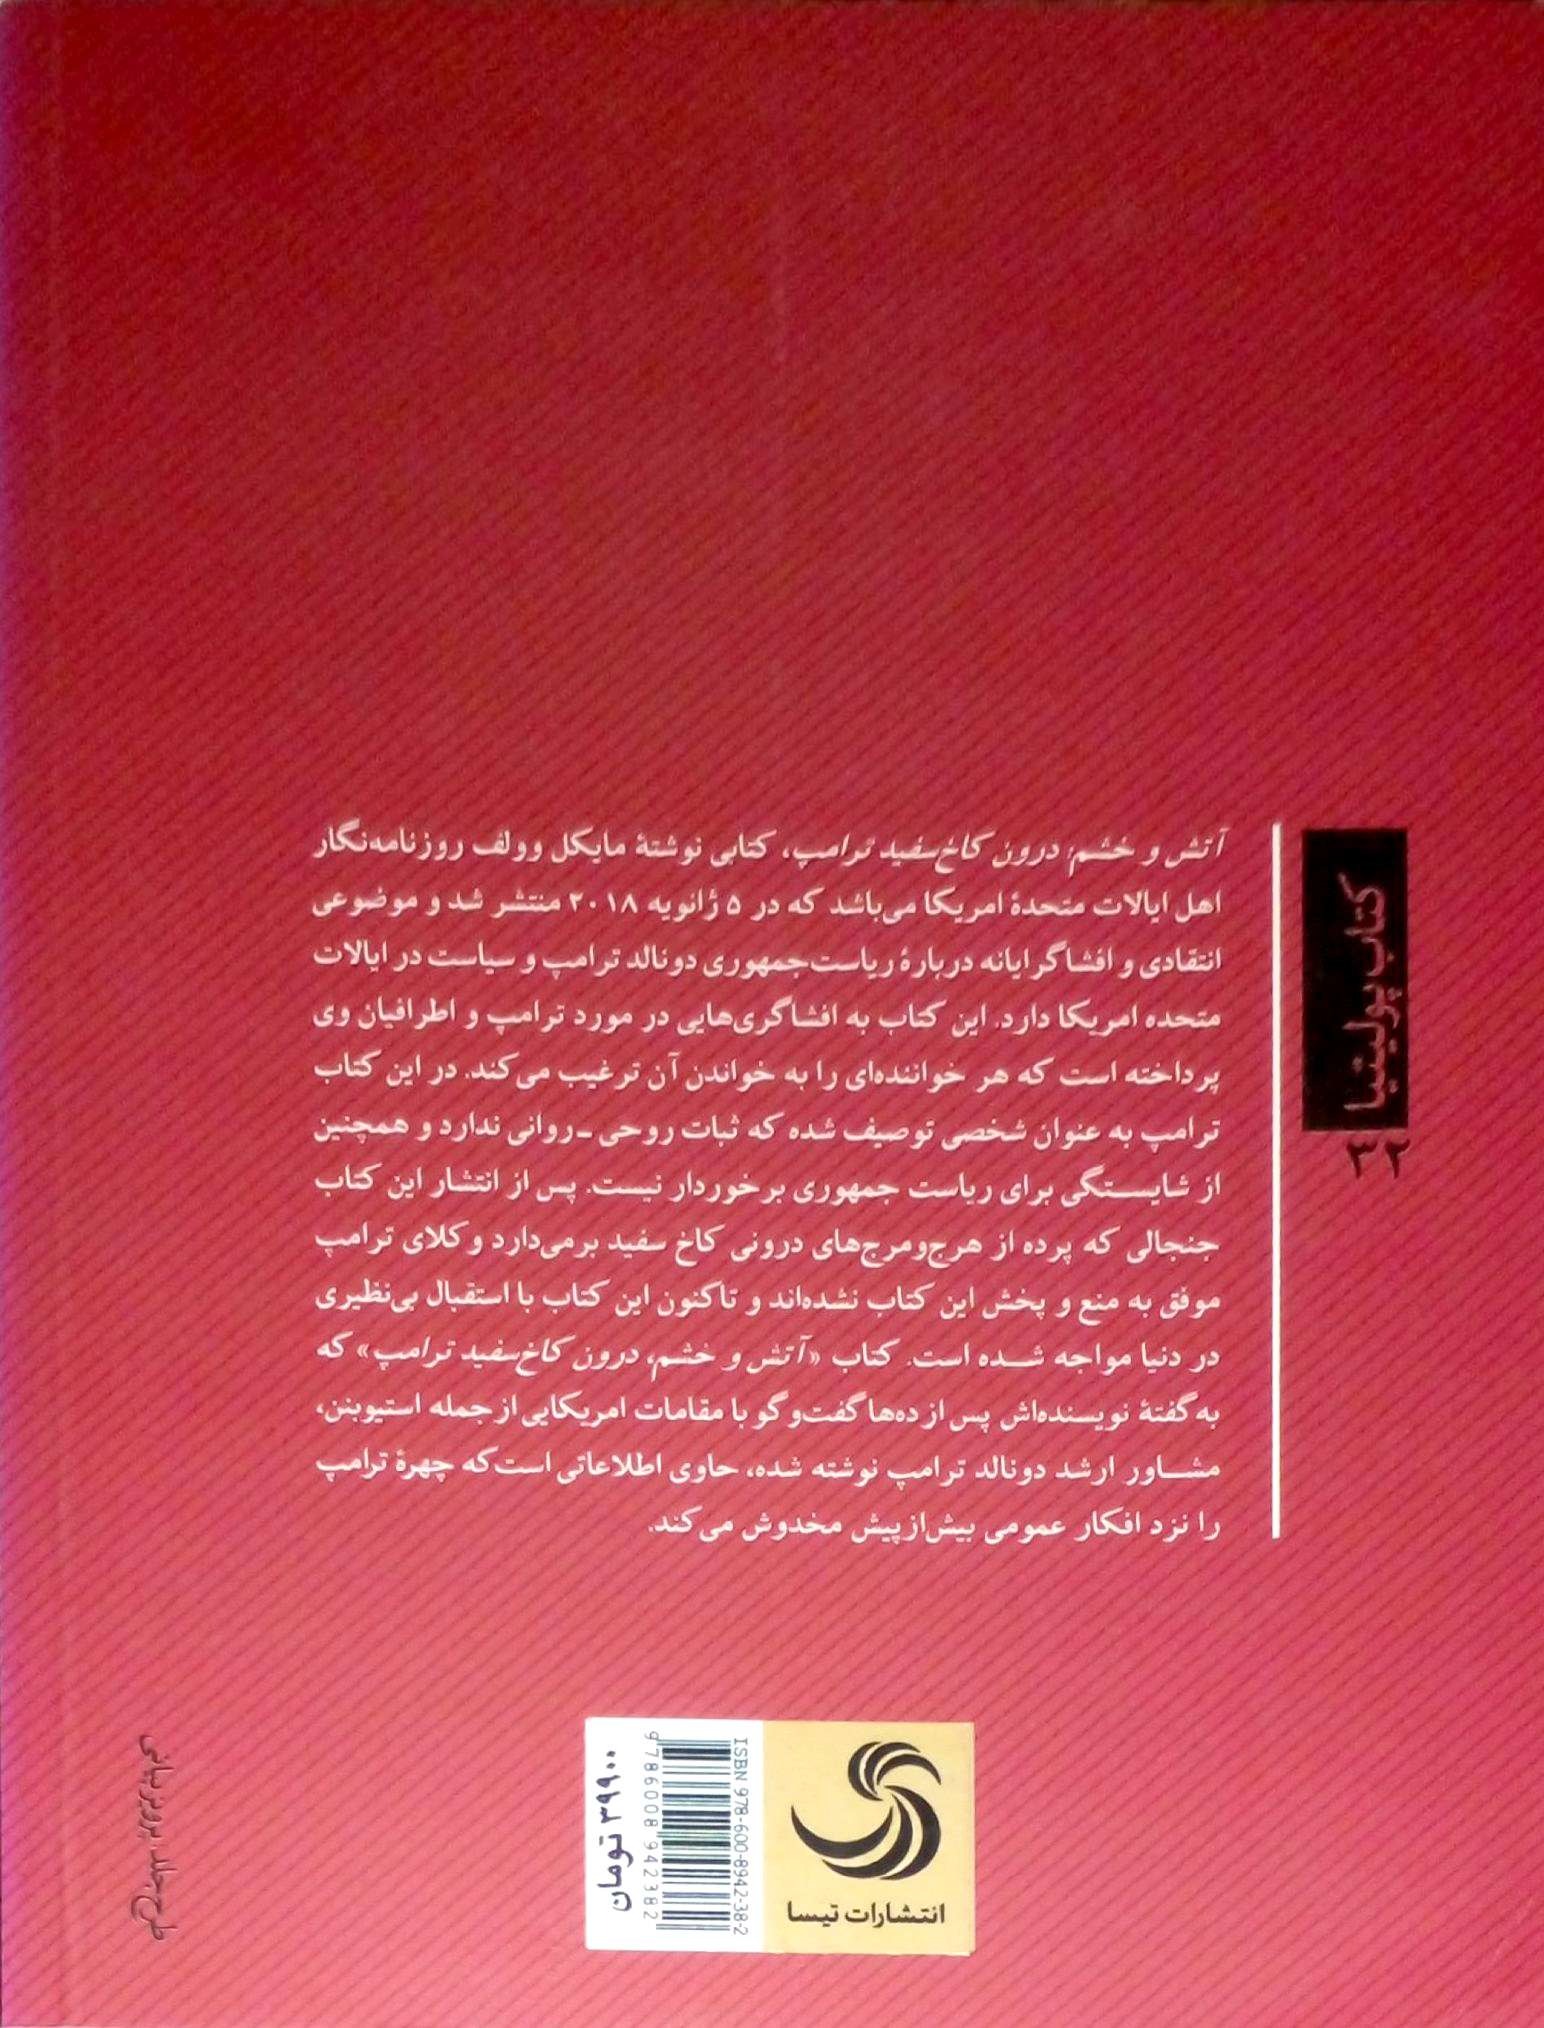 کتاب پولیتیا
۳۲
آتش و خشم: درون کاخ‌سفید ترامپ، کتابی نوشتهٔ مایکل وولف روزنامه‌نگار
اهل ایالات متحدهٔ امریکا می‌باشد که در ۵ ژانویه ۲۰۱۸ منتشر شد و موضوعی
انتقادی و افشاگرایانه دربارهٔ ریاست‌جمهوری دونالد ترامپ و سیاست در ایالات
متحده امریکا دارد. این کتاب به افشاگری‌هایی در مورد ترامپ و اطرافیان وی
پرداخته است که هر خواننده‌ای را به خواندن آن ترغیب می‌کند. در این کتاب
ترامپ به عنوان شخصی توصیف شده که ثبات روحی ـ روانی ندارد و همچنین
از شایستگی برای ریاست جمهوری برخوردار نیست. پس از انتشار این کتاب
جنجالی که پرده از هرج‌ومرج‌های درونی کاخ سفید برمی‌دارد وکلای ترامپ
موفق به منع و پخش این کتاب نشده‌اند و تاکنون این کتاب با استقبال بی‌نظیری
در دنیا مواجه شده است. کتاب «آتش و خشم، درون کاخ‌سفید ترامپ» که
به‌گفتهٔ نویسنده‌اش پس از ده‌ها گفت‌وگو با مقامات امریکایی از جمله استیوبنن،
مشاور ارشد دونالد ترامپ نوشته شده، حاوی اطلاعاتی است‌که چهرهٔ ترامپ
را نزد افکار عمومی بیش‌ازپیش مخدوش می‌کند.
انتشارات تیسا
ISBN 978-600-8942-38-2
9 786008 942382
۳۹۹۰۰ تومان
طرح جلد: پرویز بیانی